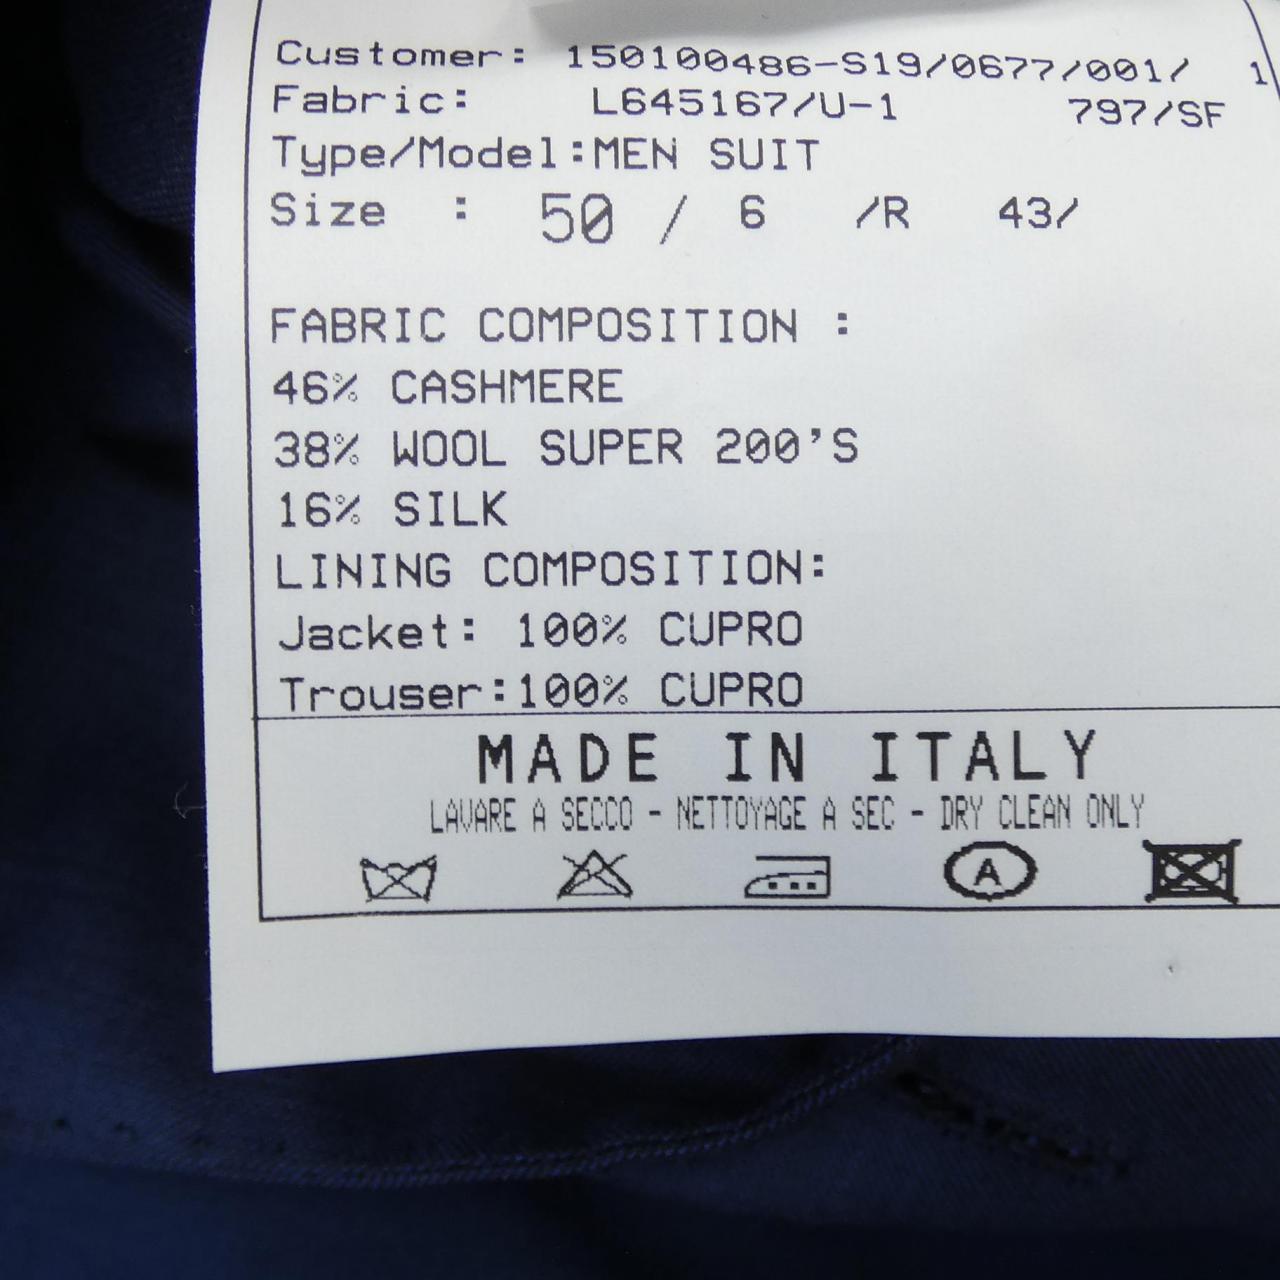 Customer: 150100486-S19/0677/001/ 1
Fabric: L645167/U-1 797/SF
Type/Model:MEN SUIT
Size : 50 / 6 /R 43/
FABRIC COMPOSITION :
46% CASHMERE
38% WOOL SUPER 200'S
16% SILK
LINING COMPOSITION:
Jacket: 100% CUPRO
Trouser:100% CUPRO
MADE IN ITALY
LAVARE A SECCO - NETTOYAGE A SEC - DRY CLEAN ONLY
A